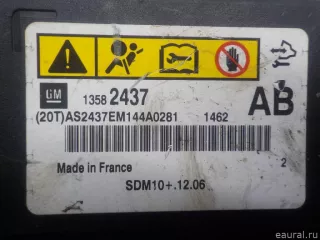 GM 1358 2437 AB
(20T)AS2437EM144A0281 1462
Made in France 2
SDM10+.12.06
eaural.ru